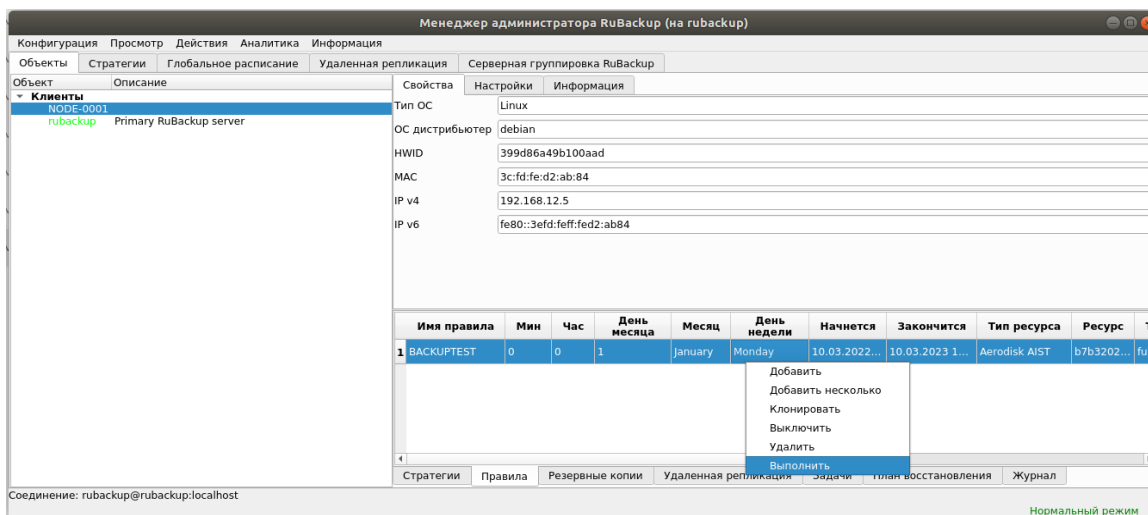 Менеджер администратора RuBackup (на rubackup)
Конфигурация Просмотр Действия Аналитика Информация
Объекты Стратегии Глобальное расписание Удаленная репликация Серверная группировка RuBackup
Объект Описание
Клиенты
NODE-0001
rubackup Primary RuBackup server
Свойства Настройки Информация
Тип ОС Linux
ОС дистрибьютер debian
HWID 399d86a49b100aad
MAC 3c:fd:fe:d2:ab:84
IP v4 192.168.12.5
IP v6 fe80::3efd:feff:fed2:ab84
Имя правила Мин Час День месяца Месяц День недели Начнется Закончится Тип ресурса Ресурс
1 BACKUPTEST 0 0 1 January Monday 10.03.2022... 10.03.2023 1... Aerodisk AIST b7b3202... fu
Добавить
Добавить несколько
Клонировать
Выключить
Удалить
Выполнить
Стратегии Правила Резервные копии Удаленная репликация Задачи План восстановления Журнал
Соединение: rubackup@rubackup:localhost
Нормальный режим